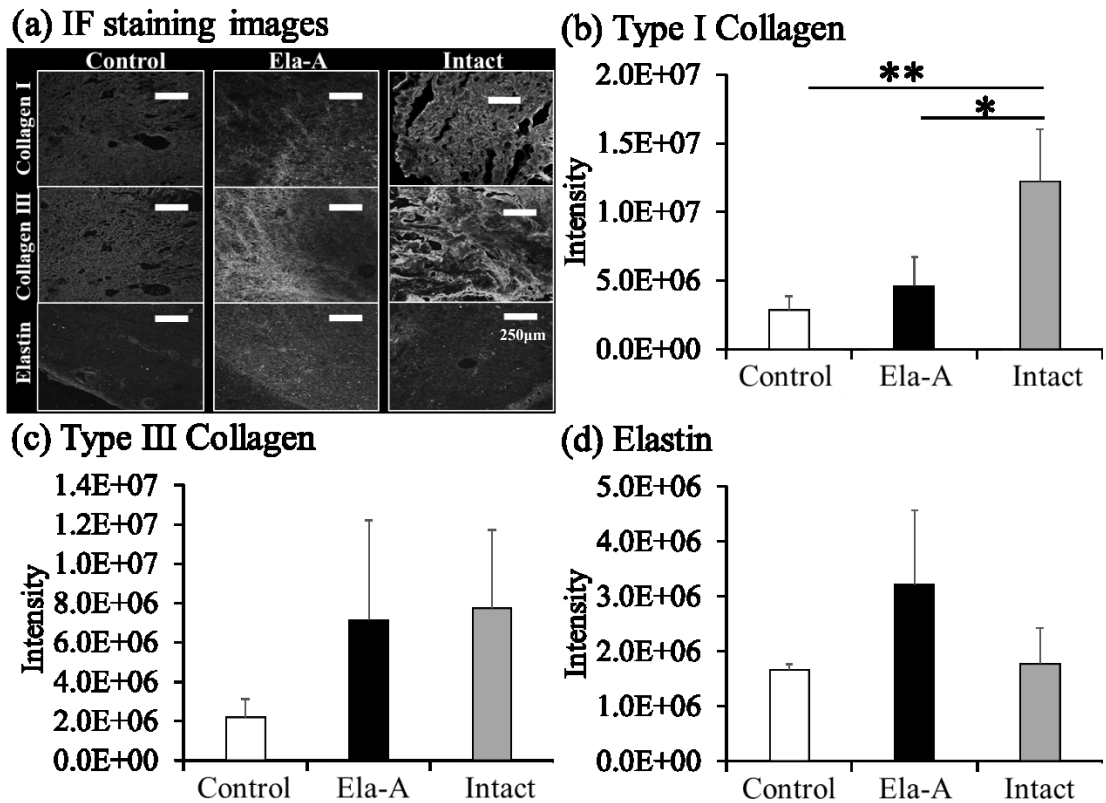 (a) IF staining images
Control Ela-A Intact
Collagen I
Collagen III
Elastin
250μm
(b) Type I Collagen
Intensity
2.0E+07
1.5E+07
1.0E+07
5.0E+06
0.0E+00
**
*
Control Ela-A Intact
(c) Type III Collagen
Intensity
1.4E+07
1.2E+07
1.0E+07
8.0E+06
6.0E+06
4.0E+06
2.0E+06
0.0E+00
Control Ela-A Intact
(d) Elastin
Intensity
5.0E+06
4.0E+06
3.0E+06
2.0E+06
1.0E+06
0.0E+00
Control Ela-A Intact